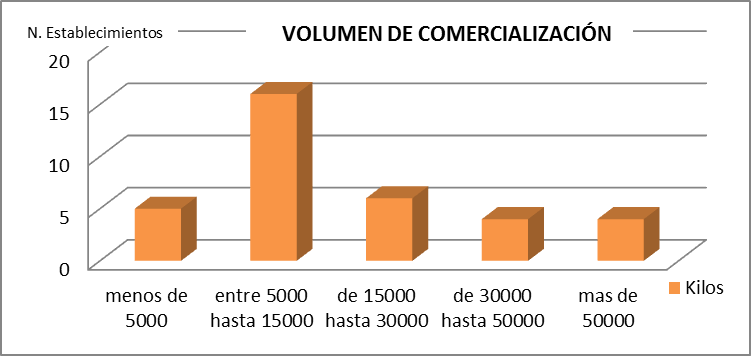 N. Establecimientos
VOLUMEN DE COMERCIALIZACIÓN
20
15
10
5
0
menos de
5000
entre 5000
hasta 15000
de 15000
hasta 30000
de 30000
hasta 50000
mas de
50000
Kilos